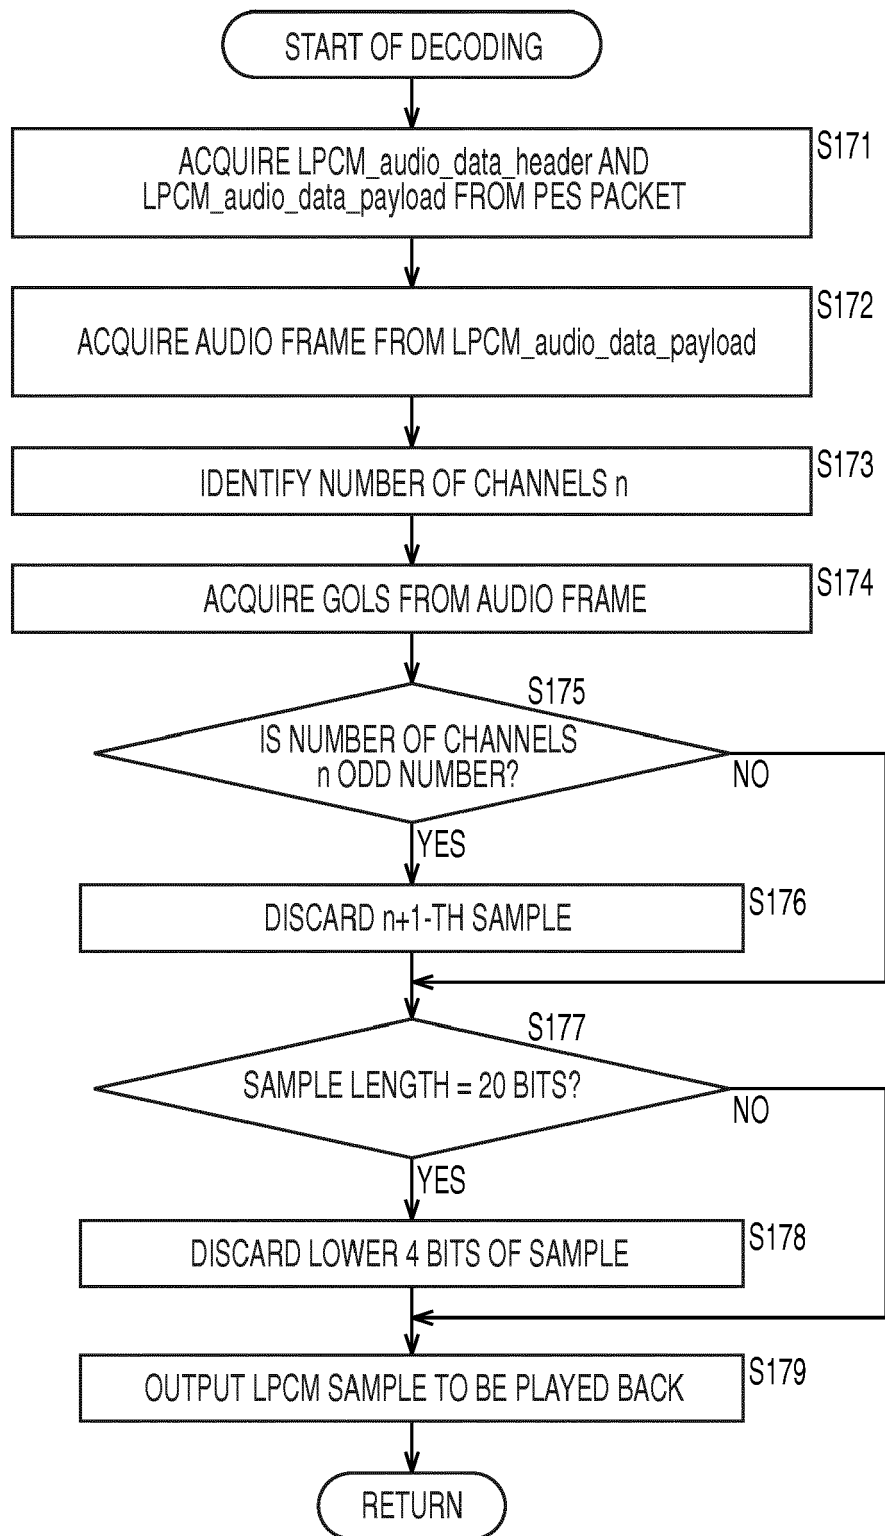 START OF DECODING
S171
ACQUIRE LPCM_audio_data_header AND
LPCM_audio_data_payload FROM PES PACKET
S172
ACQUIRE AUDIO FRAME FROM LPCM_audio_data_payload
S173
IDENTIFY NUMBER OF CHANNELS n
S174
ACQUIRE GOLS FROM AUDIO FRAME
S175
IS NUMBER OF CHANNELS
n ODD NUMBER?
NO
YES
S176
DISCARD n+1-TH SAMPLE
S177
SAMPLE LENGTH = 20 BITS?
NO
YES
S178
DISCARD LOWER 4 BITS OF SAMPLE
S179
OUTPUT LPCM SAMPLE TO BE PLAYED BACK
RETURN